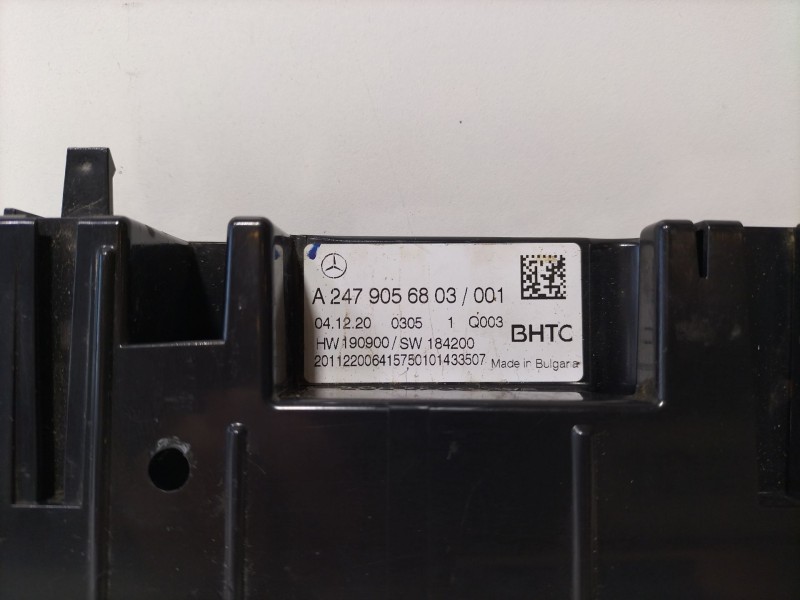 A 247 905 68 03 / 001
04.12.20 0305 1 Q003
HW 190900 / SW 184200
BHTC
201122006415750101433507 Made in Bulgaria